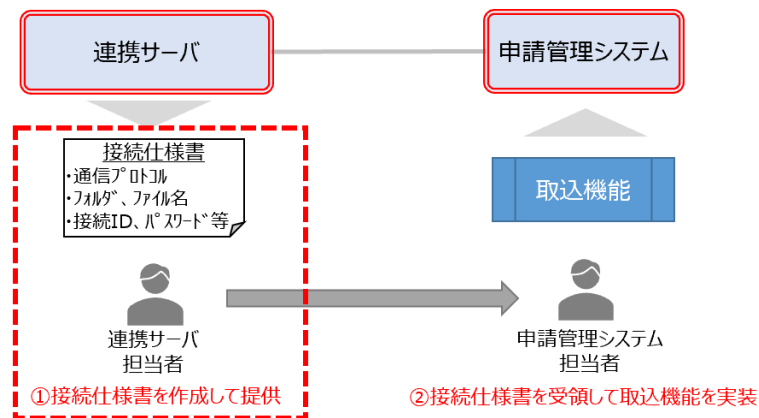 連携サーバ
申請管理システム
接続仕様書
・通信ﾌﾟﾛﾄｺﾙ
・ﾌｫﾙﾀﾞ、ﾌｧｲﾙ名
・接続ID、ﾊﾟｽﾜｰﾄﾞ等
取込機能
連携サーバ
担当者
申請管理システム
担当者
①接続仕様書を作成して提供
②接続仕様書を受領して取込機能を実装